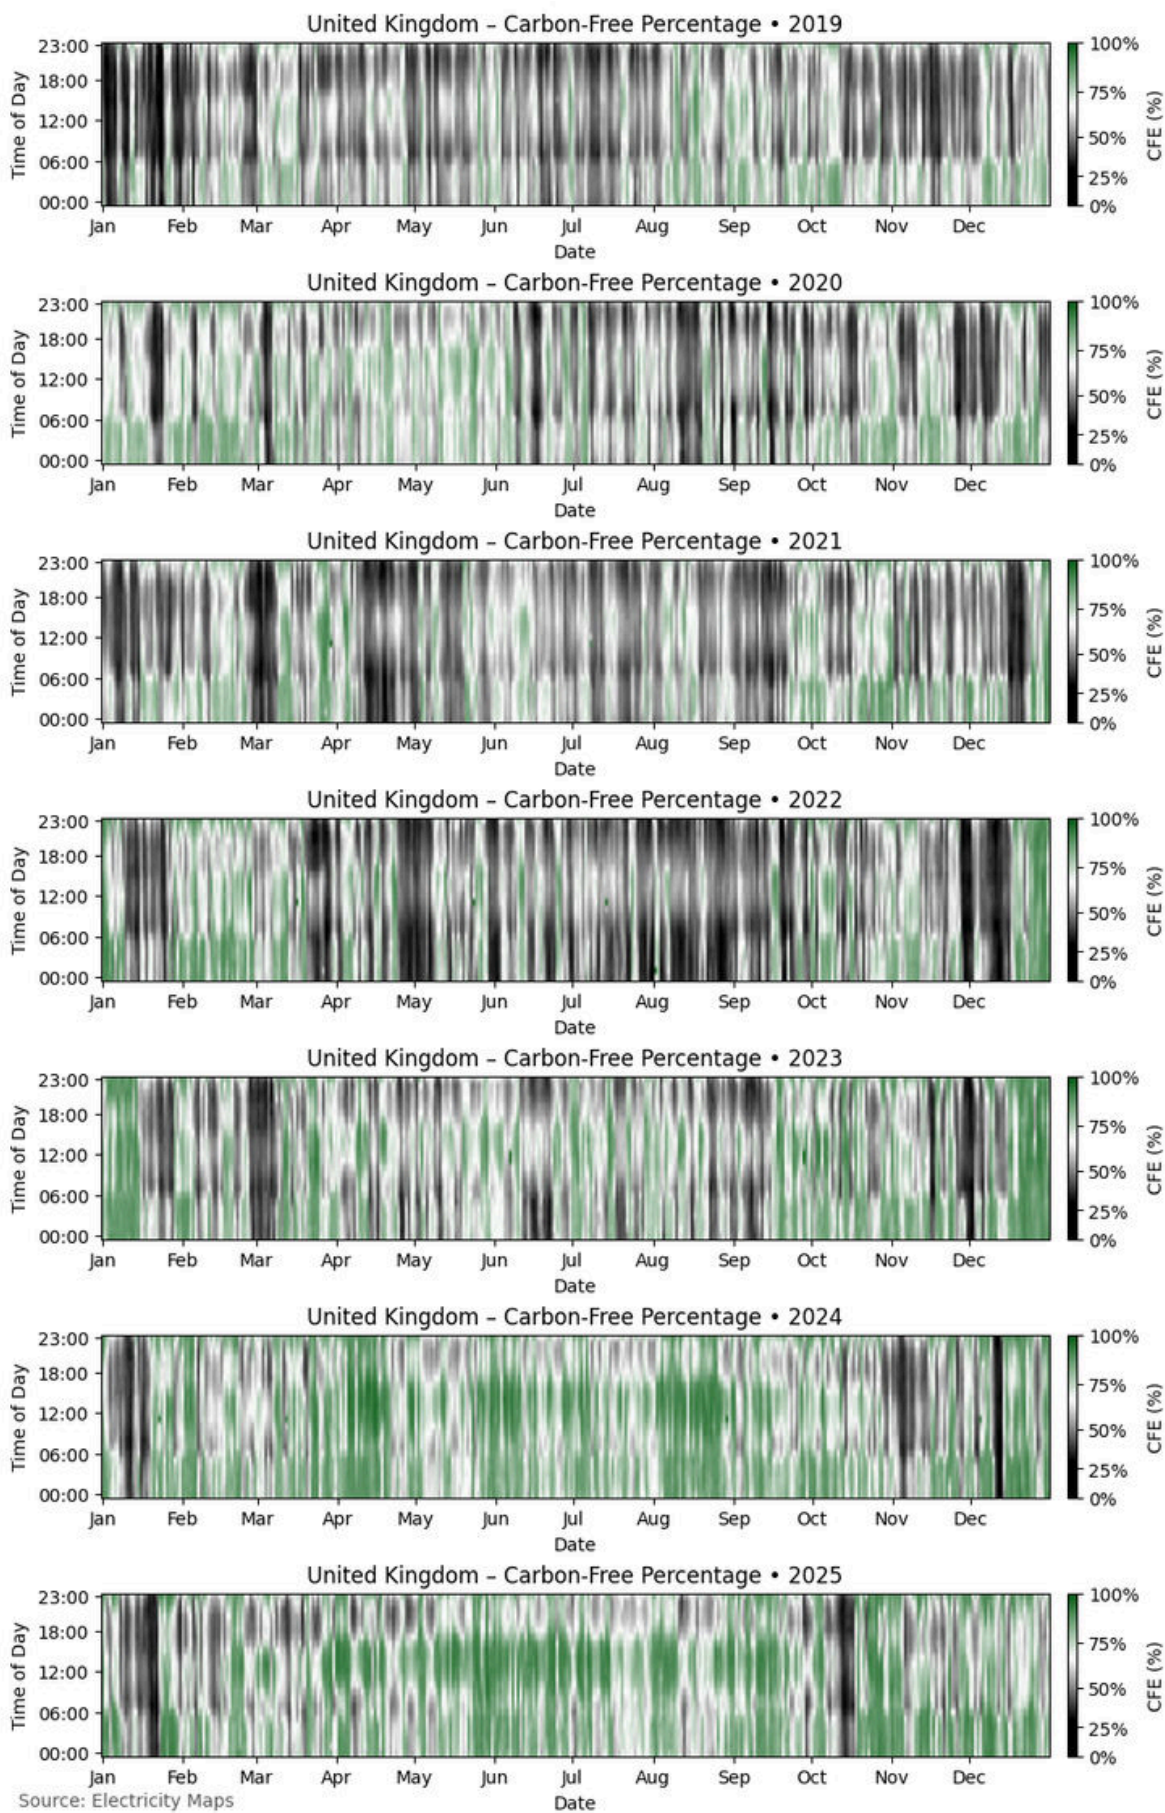 United Kingdom – Carbon-Free Percentage • 2019
23:00
18:00
12:00
06:00
00:00
Time of Day
Jan Feb Mar Apr May Jun Jul Aug Sep Oct Nov Dec
Date
100%
75%
50%
25%
0%
CFE (%)
United Kingdom – Carbon-Free Percentage • 2020
23:00
18:00
12:00
06:00
00:00
Time of Day
Jan Feb Mar Apr May Jun Jul Aug Sep Oct Nov Dec
Date
100%
75%
50%
25%
0%
CFE (%)
United Kingdom – Carbon-Free Percentage • 2021
23:00
18:00
12:00
06:00
00:00
Time of Day
Jan Feb Mar Apr May Jun Jul Aug Sep Oct Nov Dec
Date
100%
75%
50%
25%
0%
CFE (%)
United Kingdom – Carbon-Free Percentage • 2022
23:00
18:00
12:00
06:00
00:00
Time of Day
Jan Feb Mar Apr May Jun Jul Aug Sep Oct Nov Dec
Date
100%
75%
50%
25%
0%
CFE (%)
United Kingdom – Carbon-Free Percentage • 2023
23:00
18:00
12:00
06:00
00:00
Time of Day
Jan Feb Mar Apr May Jun Jul Aug Sep Oct Nov Dec
Date
100%
75%
50%
25%
0%
CFE (%)
United Kingdom – Carbon-Free Percentage • 2024
23:00
18:00
12:00
06:00
00:00
Time of Day
Jan Feb Mar Apr May Jun Jul Aug Sep Oct Nov Dec
Date
100%
75%
50%
25%
0%
CFE (%)
United Kingdom – Carbon-Free Percentage • 2025
23:00
18:00
12:00
06:00
00:00
Time of Day
Jan Feb Mar Apr May Jun Jul Aug Sep Oct Nov Dec
Date
100%
75%
50%
25%
0%
CFE (%)
Source: Electricity Maps